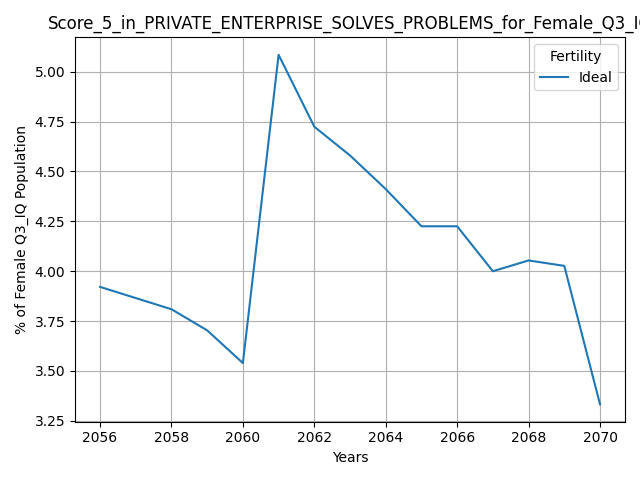 Score_5_in_PRIVATE_ENTERPRISE_SOLVES_PROBLEMS_for_Female_Q3_I
Fertility
Ideal
% of Female Q3_IQ Population
5.00
4.75
4.50
4.25
4.00
3.75
3.50
3.25
2056 2058 2060 2062 2064 2066 2068 2070
Years